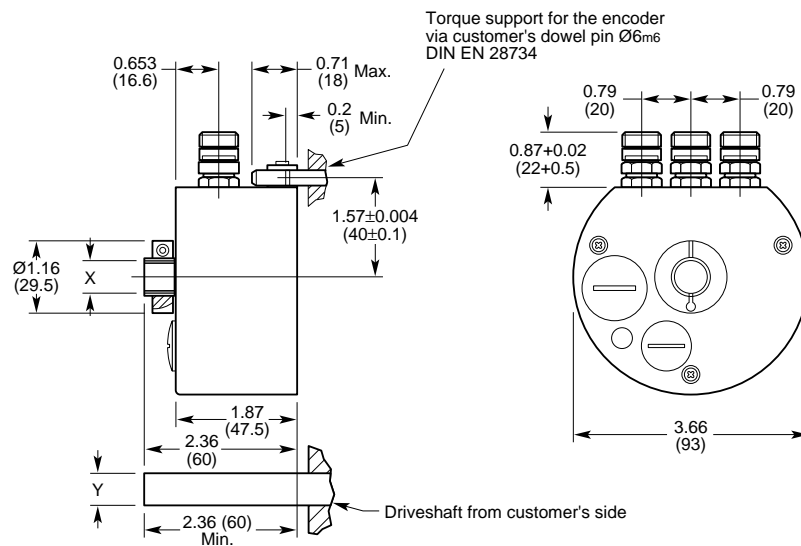 Torque support for the encoder
via customer's dowel pin Ø6m6
DIN EN 28734
0.653
(16.6)
0.71
(18)
Max.
0.2
(5)
Min.
0.79
(20)
0.79
(20)
0.87+0.02
(22+0.5)
1.57±0.004
(40±0.1)
Ø1.16
(29.5)
X
1.87
(47.5)
2.36
(60)
3.66
(93)
Y
Driveshaft from customer's side
2.36 (60)
Min.